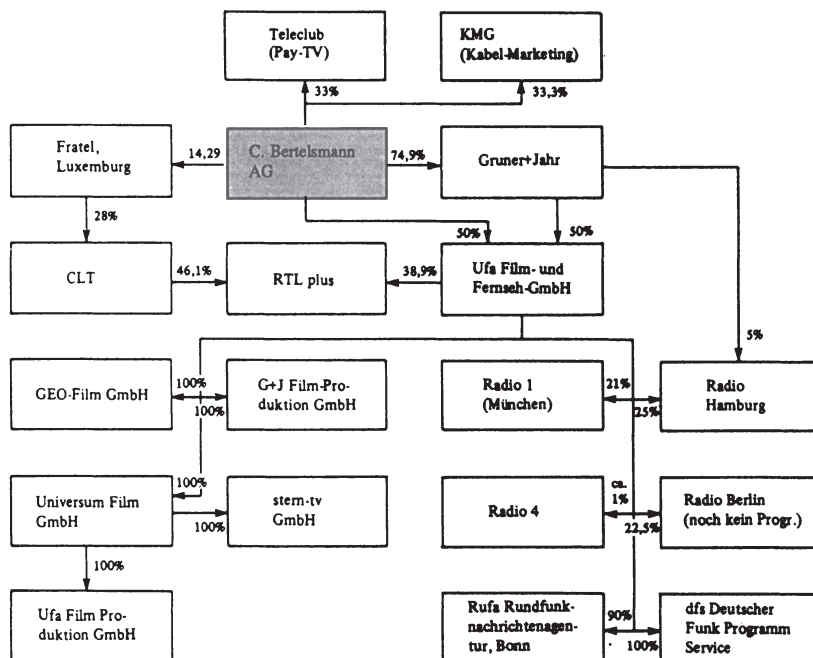 Teleclub
(Pay-TV)
KMG
(Kabel-Marketing)
33%
33,3%
Fratel,
Luxemburg
14,29
C. Bertelsmann
AG
74,9%
Gruner+Jahr
28%
50%
50%
CLT
46,1%
RTL plus
38,9%
Ufa Film- und
Fernseh-GmbH
5%
GEO-Film GmbH
100%
100%
G+J Film-Pro-
duktion GmbH
Radio 1
(München)
21%
25%
Radio
Hamburg
100%
Universum Film
GmbH
100%
stern-tv
GmbH
Radio 4
ca.
1%
22,5%
Radio Berlin
(noch kein Progr.)
100%
Ufa Film Pro-
duktion GmbH
Rufa Rundfunk-
nachrichtenagen-
tur, Bonn
90%
100%
dfs Deutscher
Funk Programm
Service